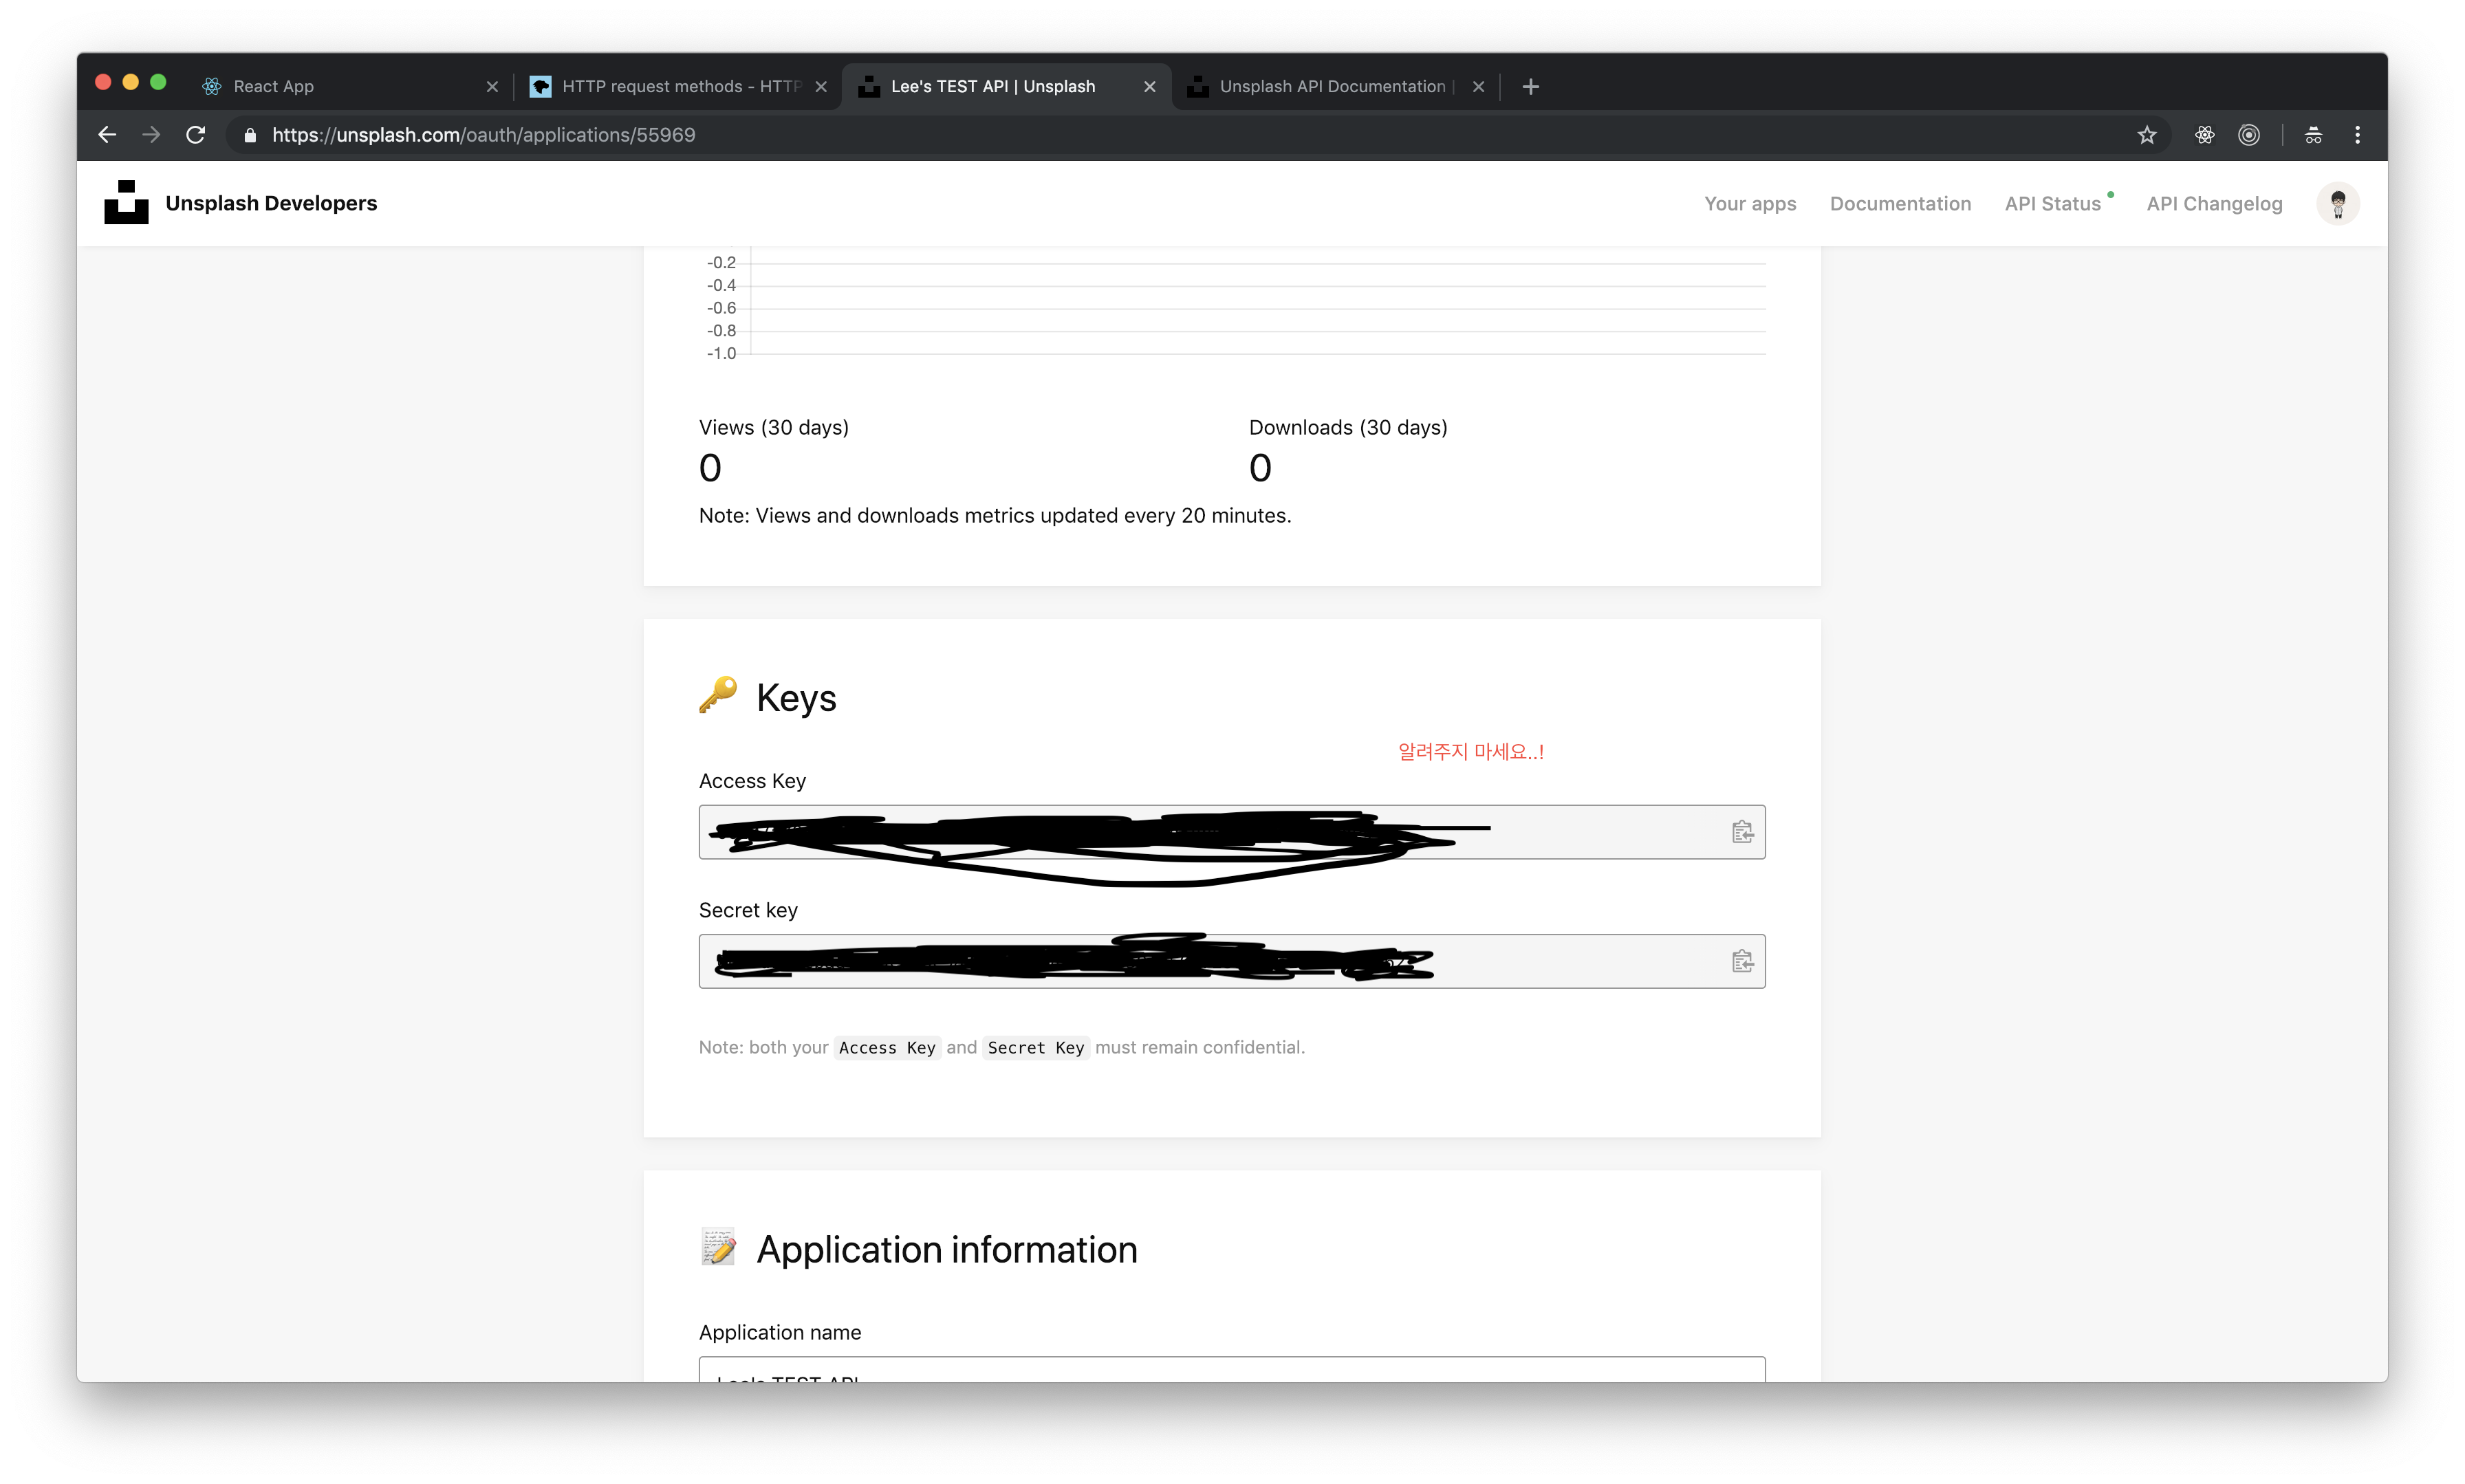 React App
HTTP request methods - HTTP
Lee's TEST API | Unsplash
Unsplash API Documentation |
https://unsplash.com/oauth/applications/55969
Unsplash Developers
Your apps
Documentation
API Status
API Changelog
-0.2
-0.4
-0.6
-0.8
-1.0
Views (30 days)
Downloads (30 days)
0
0
Note: Views and downloads metrics updated every 20 minutes.
Keys
알려주지 마세요..!
Access Key
Secret key
Note: both your Access Key and Secret Key must remain confidential.
Application information
Application name
Lee's TEST API